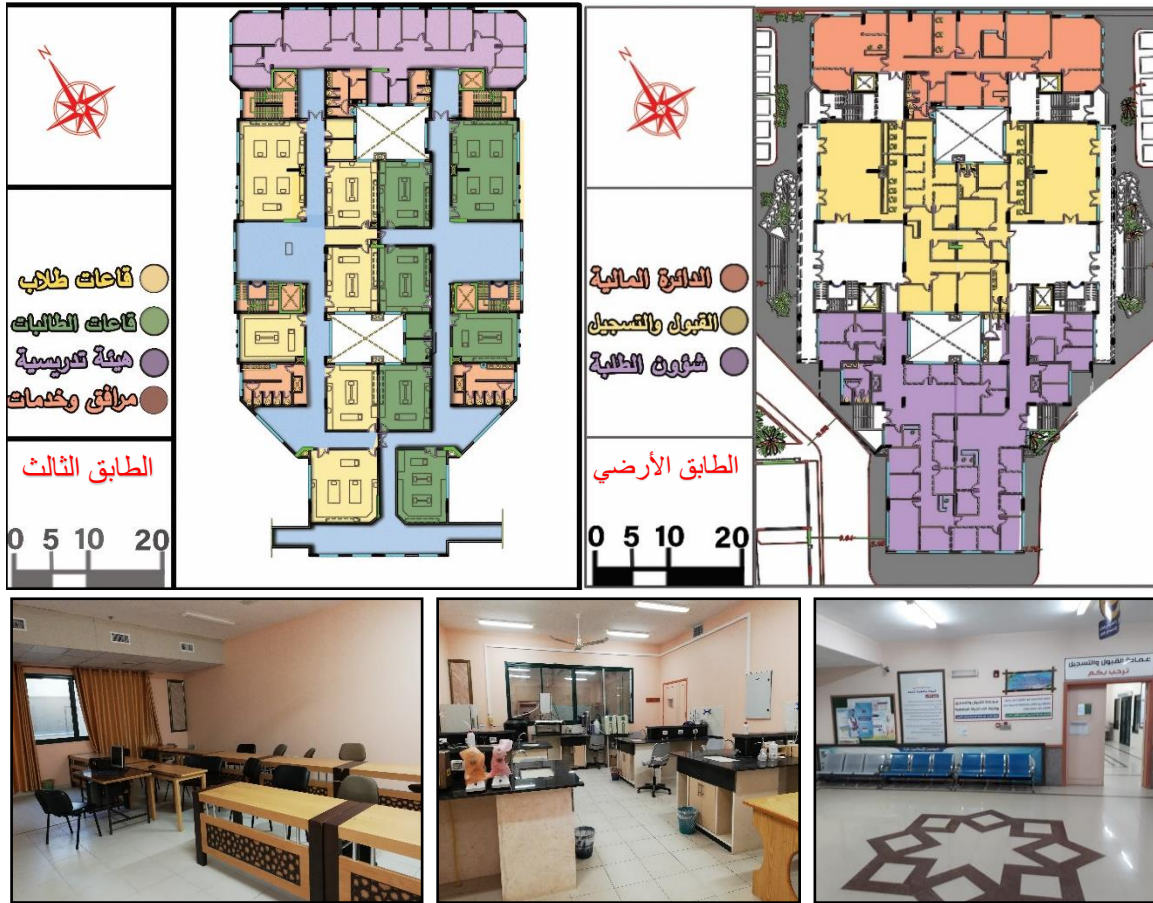 N
قاعات طلاب
قاعات الطالبات
هيئة تدريسية
مرافق وخدمات
الطابق الثالث
0 5 10 20
N
الدائرة المالية
القبول والتسجيل
شؤون الطلبة
الطابق الأرضي
0 5 10 20
عمادة القبول والتسجيل
ترحب بكم